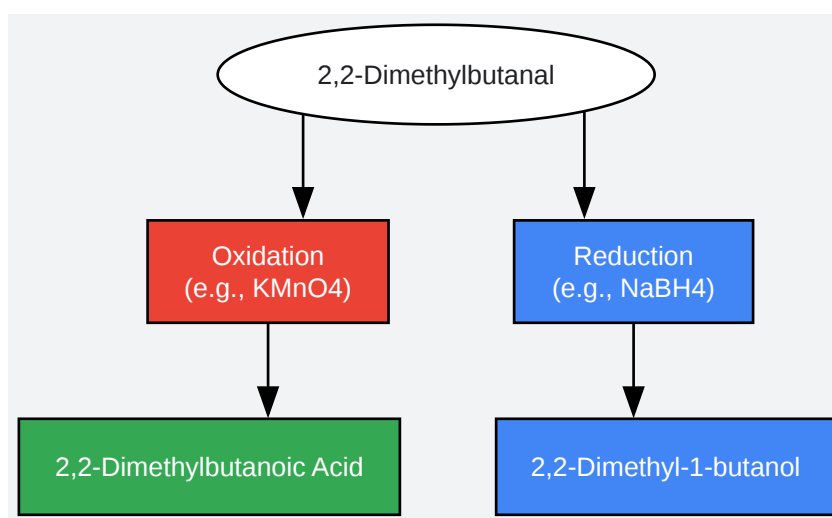 2,2-Dimethylbutanal
Oxidation
(e.g., KMnO4)
Reduction
(e.g., NaBH4)
2,2-Dimethylbutanoic Acid
2,2-Dimethyl-1-butanol